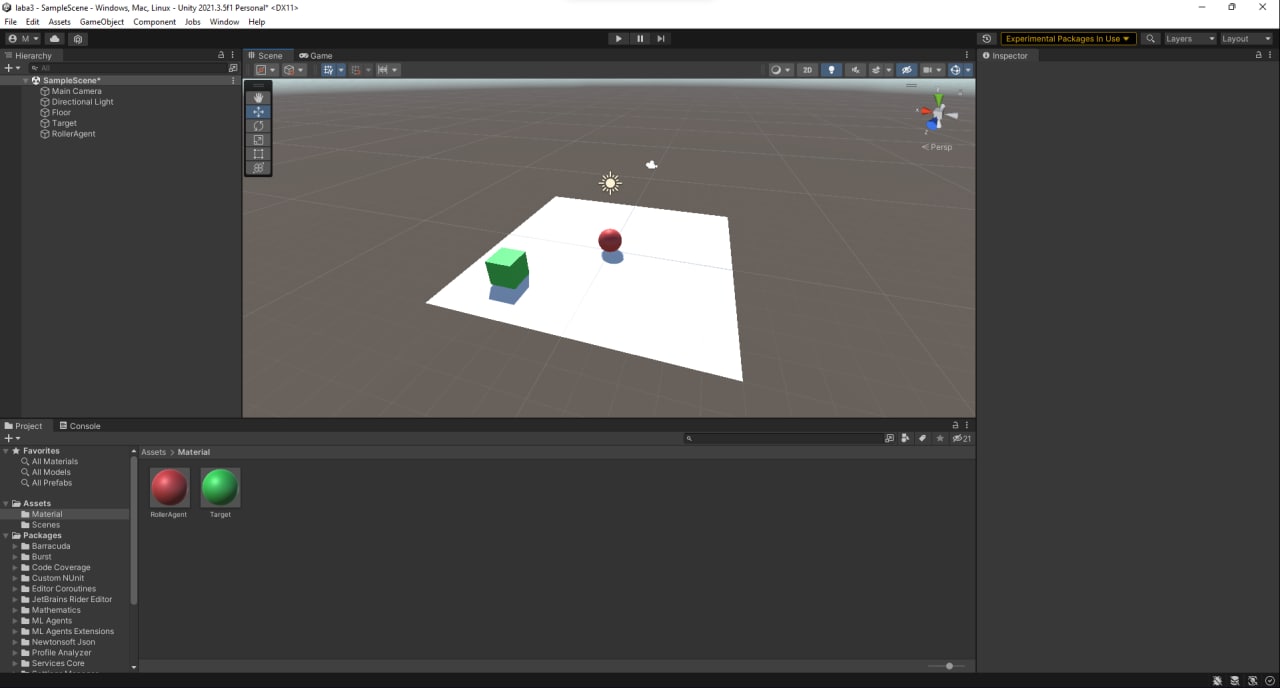 laba3 - SampleScene - Windows, Mac, Linux - Unity 2021.3.5f1 Personal* <DX11>
File Edit Assets GameObject Component Jobs Window Help
M
Experimental Packages In Use
Layers
Layout
Hierarchy
All
SampleScene*
Main Camera
Directional Light
Floor
Target
RollerAgent
Scene
Game
2D
x
z
< Persp
Inspector
Project
Console
21
Favorites
All Materials
All Models
All Prefabs
Assets
Material
Scenes
Packages
Barracuda
Burst
Code Coverage
Custom NUnit
Editor Coroutines
JetBrains Rider Editor
Mathematics
ML Agents
ML Agents Extensions
Newtonsoft Json
Profile Analyzer
Services Core
Assets > Material
RollerAgent
Target